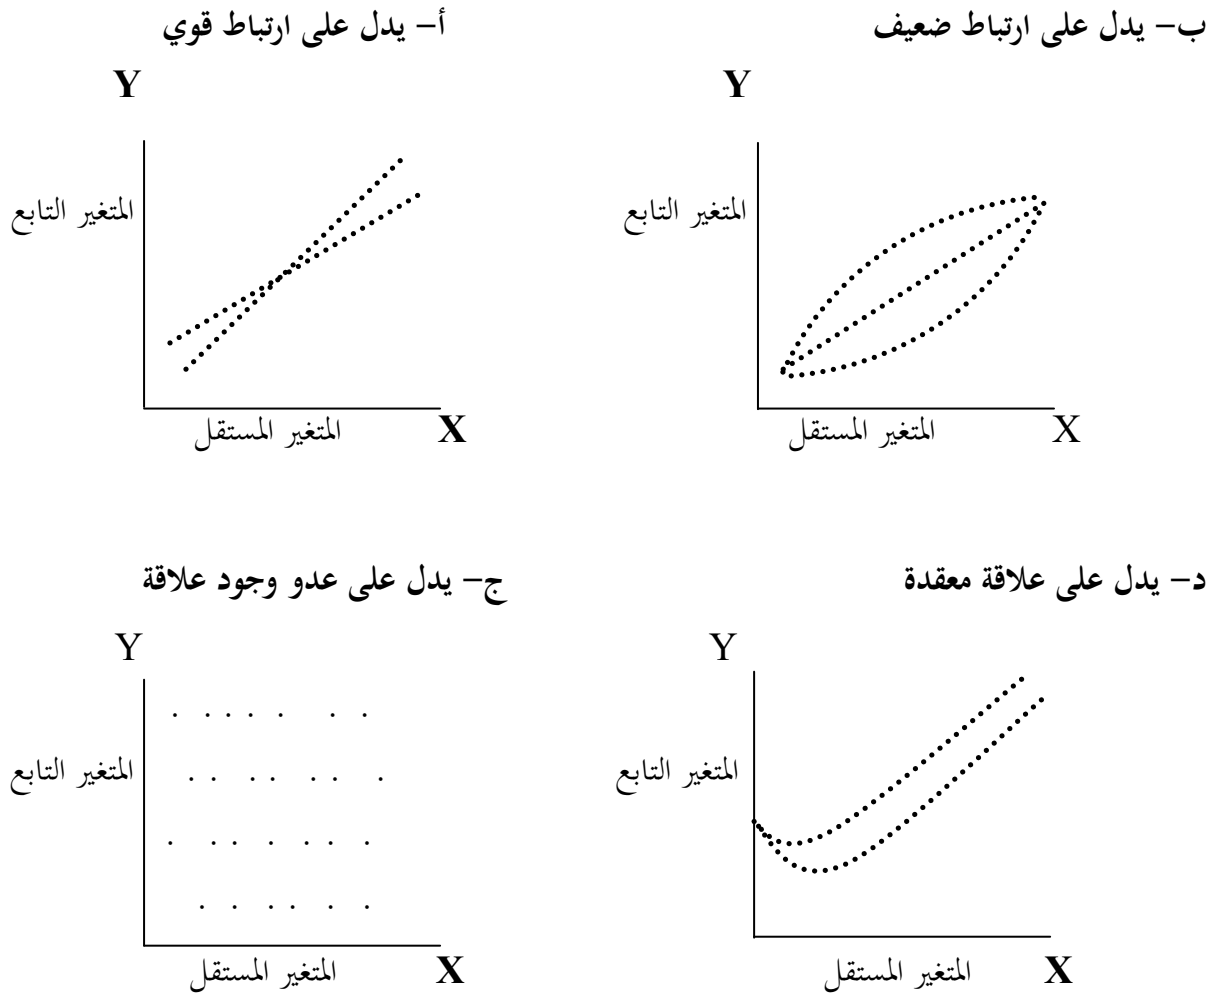 أ– يدل على ارتباط قوي
ب– يدل على ارتباط ضعيف
Y
Y
المتغير التابع
المتغير التابع
المتغير المستقل
X
المتغير المستقل
X
ج– يدل على عدو وجود علاقة
د– يدل على علاقة معقدة
Y
Y
المتغير التابع
المتغير التابع
المتغير المستقل
X
المتغير المستقل
X